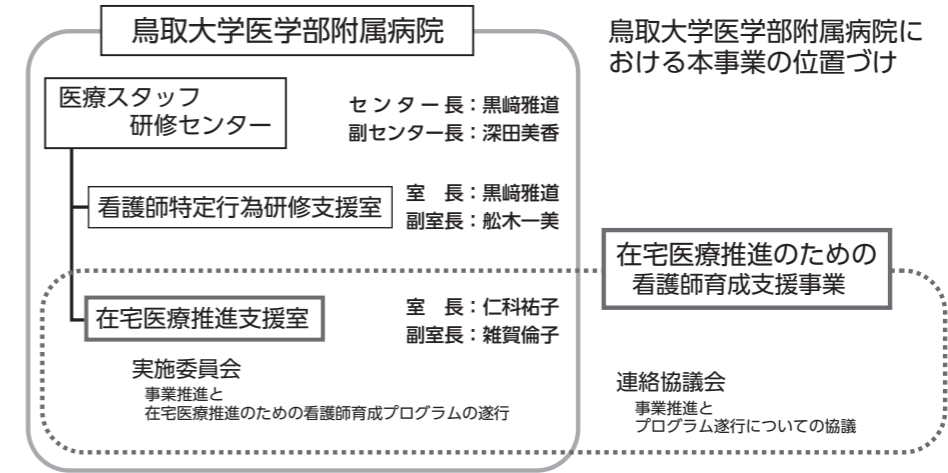 鳥取大学医学部附属病院
鳥取大学医学部附属病院に
おける本事業の位置づけ
医療スタッフ
研修センター
センター長：黒﨑雅道
副センター長：深田美香
看護師特定行為研修支援室
室　長：黒﨑雅道
副室長：舩木一美
在宅医療推進のための
看護師育成支援事業
在宅医療推進支援室
室　長：仁科祐子
副室長：雑賀倫子
実施委員会
事業推進と
在宅医療推進のための看護師育成プログラムの遂行
連絡協議会
事業推進と
プログラム遂行についての協議